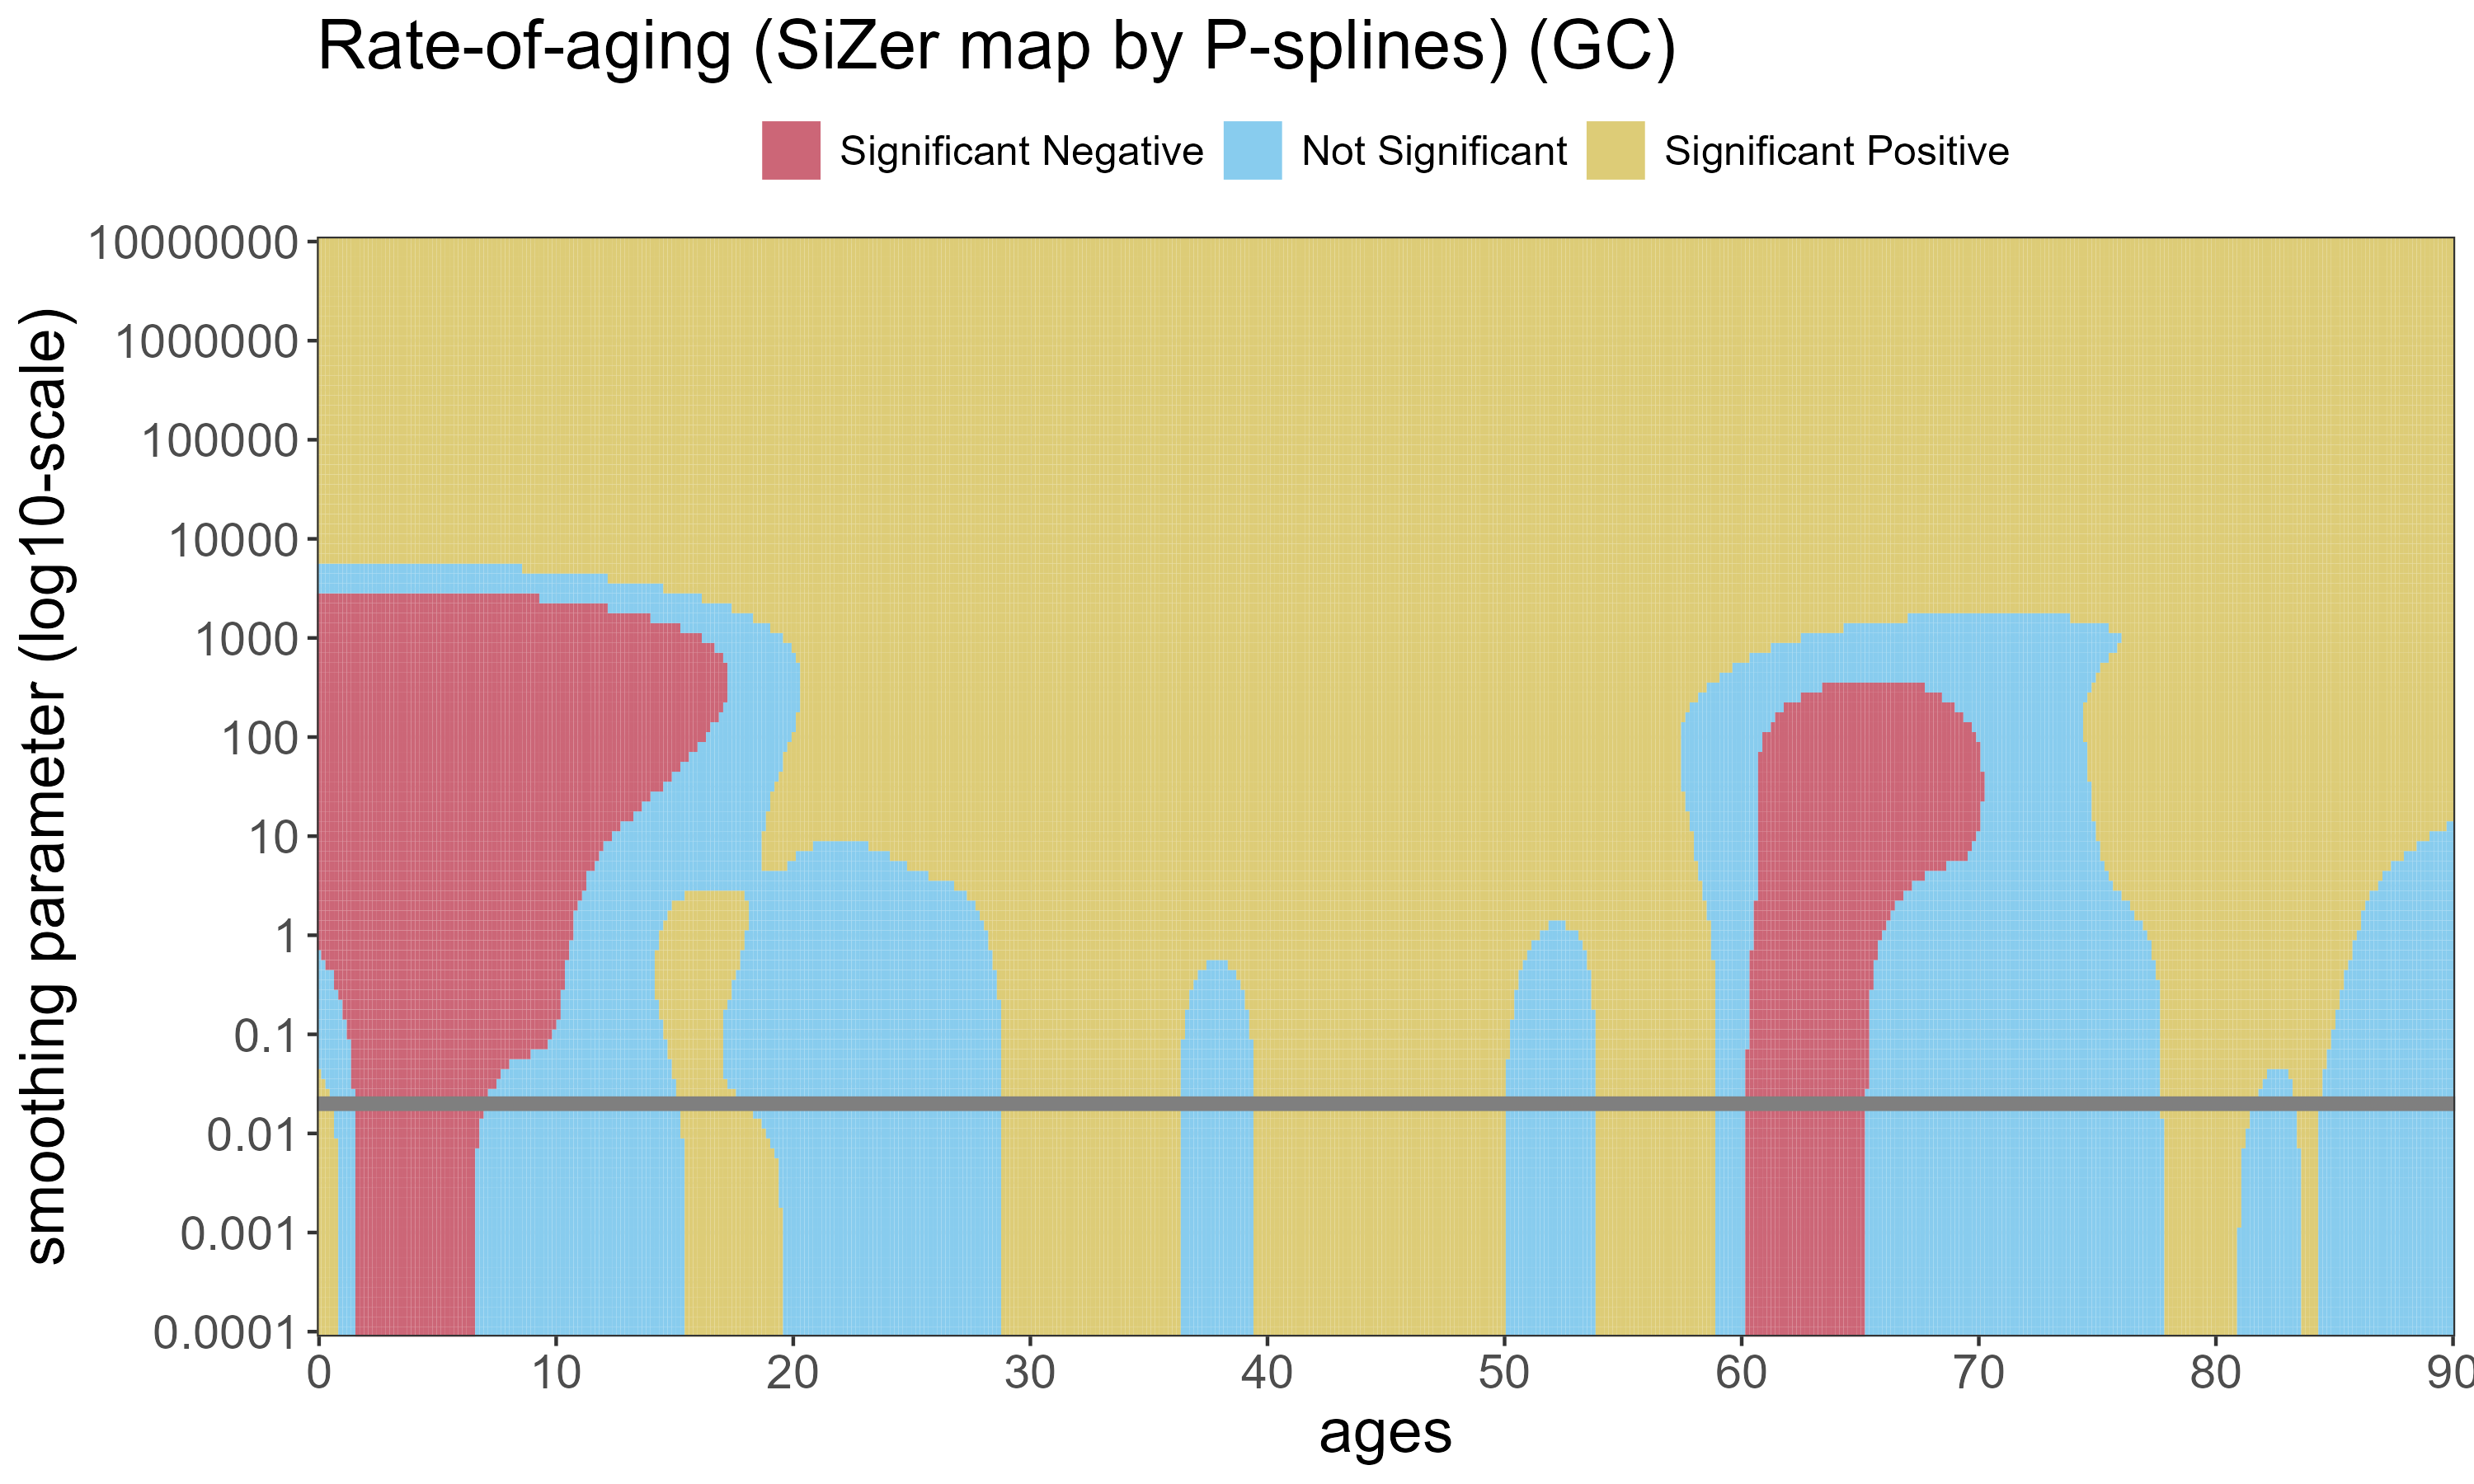 Rate-of-aging (SiZer map by P-splines) (GC)
Significant Negative Not Significant Significant Positive
smoothing parameter (log10-scale)
10000000
1000000
100000
10000
1000
100
10
1
0.1
0.01
0.001
0.0001
0 10 20 30 40 50 60 70 80 90
ages